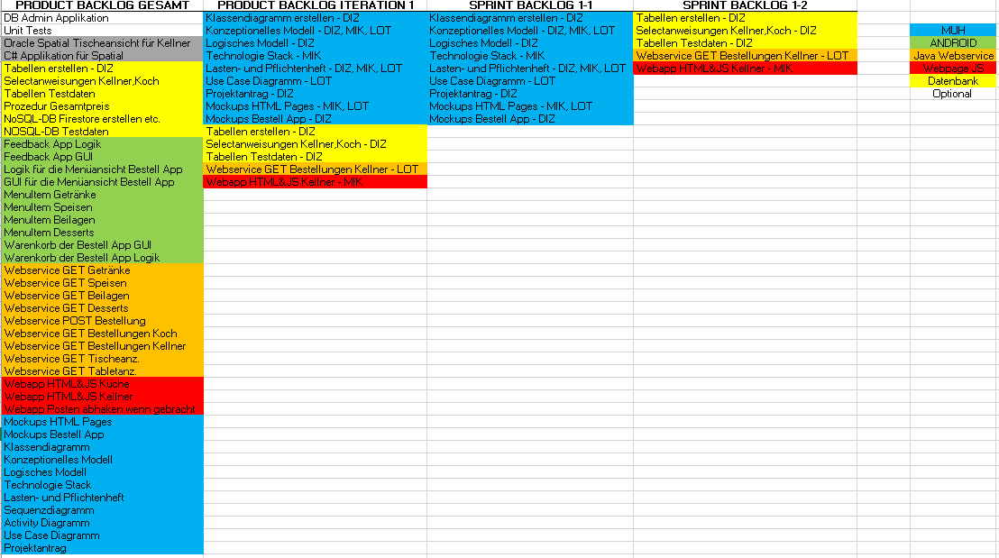 PRODUCT BACKLOG GESAMT
DB Admin Applikation
Unit Tests
Oracle Spatial Tischeansicht für Kellner
C# Applikation für Spatial
Tabellen erstellen - DIZ
Selectanweisungen Kellner,Koch
Tabellen Testdaten
Prozedur Gesamtpreis
NoSQL-DB Firestore erstellen etc.
NOSQL-DB Testdaten
Feedback App Logik
Feedback App GUI
Logik für die Menüansicht Bestell App
GUI für die Menüansicht Bestell App
MenuItem Getränke
MenuItem Speisen
MenuItem Beilagen
MenuItem Desserts
Warenkorb der Bestell App GUI
Warenkorb der Bestell App Logik
Webservice GET Getränke
Webservice GET Speisen
Webservice GET Beilagen
Webservice GET Desserts
Webservice POST Bestellung
Webservice GET Bestellungen Koch
Webservice GET Bestellungen Kellner
Webservice GET Tischeanz.
Webservice GET Tabletanz.
Webapp HTML&JS Küche
Webapp HTML&JS Kellner
Webapp Posten abhaken wenn gebracht
Mockups HTML Pages
Mockups Bestell App
Klassendiagramm
Konzeptionelles Modell
Logisches Modell
Technologie Stack
Lasten- und Pflichtenheft
Sequenzdiagramm
Activity Diagramm
Use Case Diagramm
Projektantrag
PRODUCT BACKLOG ITERATION 1
Klassendiagramm erstellen - DIZ
Konzeptionelles Modell - DIZ, MIK, LOT
Logisches Modell - DIZ
Technologie Stack - MIK
Lasten- und Pflichtenheft - DIZ, MIK, LOT
Use Case Diagramm - LOT
Projektantrag - DIZ
Mockups HTML Pages - MIK, LOT
Mockups Bestell App - DIZ
Tabellen erstellen - DIZ
Selectanweisungen Kellner,Koch - DIZ
Tabellen Testdaten - DIZ
Webservice GET Bestellungen Kellner - LOT
Webapp HTML&JS Kellner - MIK
SPRINT BACKLOG 1-1
Klassendiagramm erstellen - DIZ
Konzeptionelles Modell - DIZ, MIK, LOT
Logisches Modell - DIZ
Technologie Stack - MIK
Lasten- und Pflichtenheft - DIZ, MIK, LOT
Use Case Diagramm - LOT
Projektantrag - DIZ
Mockups HTML Pages - MIK, LOT
Mockups Bestell App - DIZ
SPRINT BACKLOG 1-2
Tabellen erstellen - DIZ
Selectanweisungen Kellner,Koch - DIZ
Tabellen Testdaten - DIZ
Webservice GET Bestellungen Kellner - LOT
Webapp HTML&JS Kellner - MIK
MUH
ANDROID
Java Webservice
Webpage JS
Datenbank
Optional